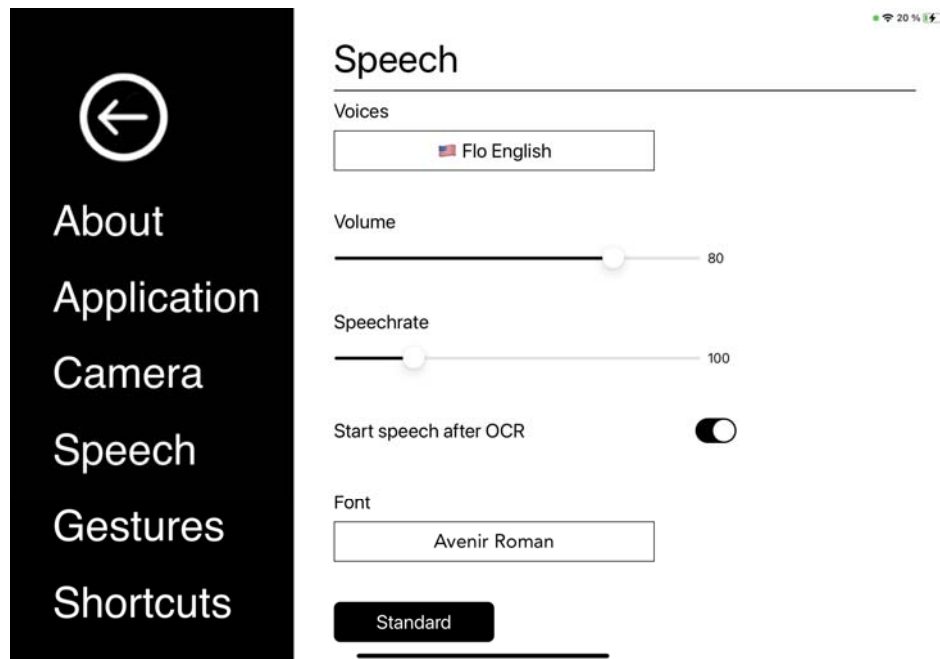 20 %
About
Application
Camera
Speech
Gestures
Shortcuts
Speech
Voices
Flo English
Volume
80
Speechrate
100
Start speech after OCR
Font
Avenir Roman
Standard